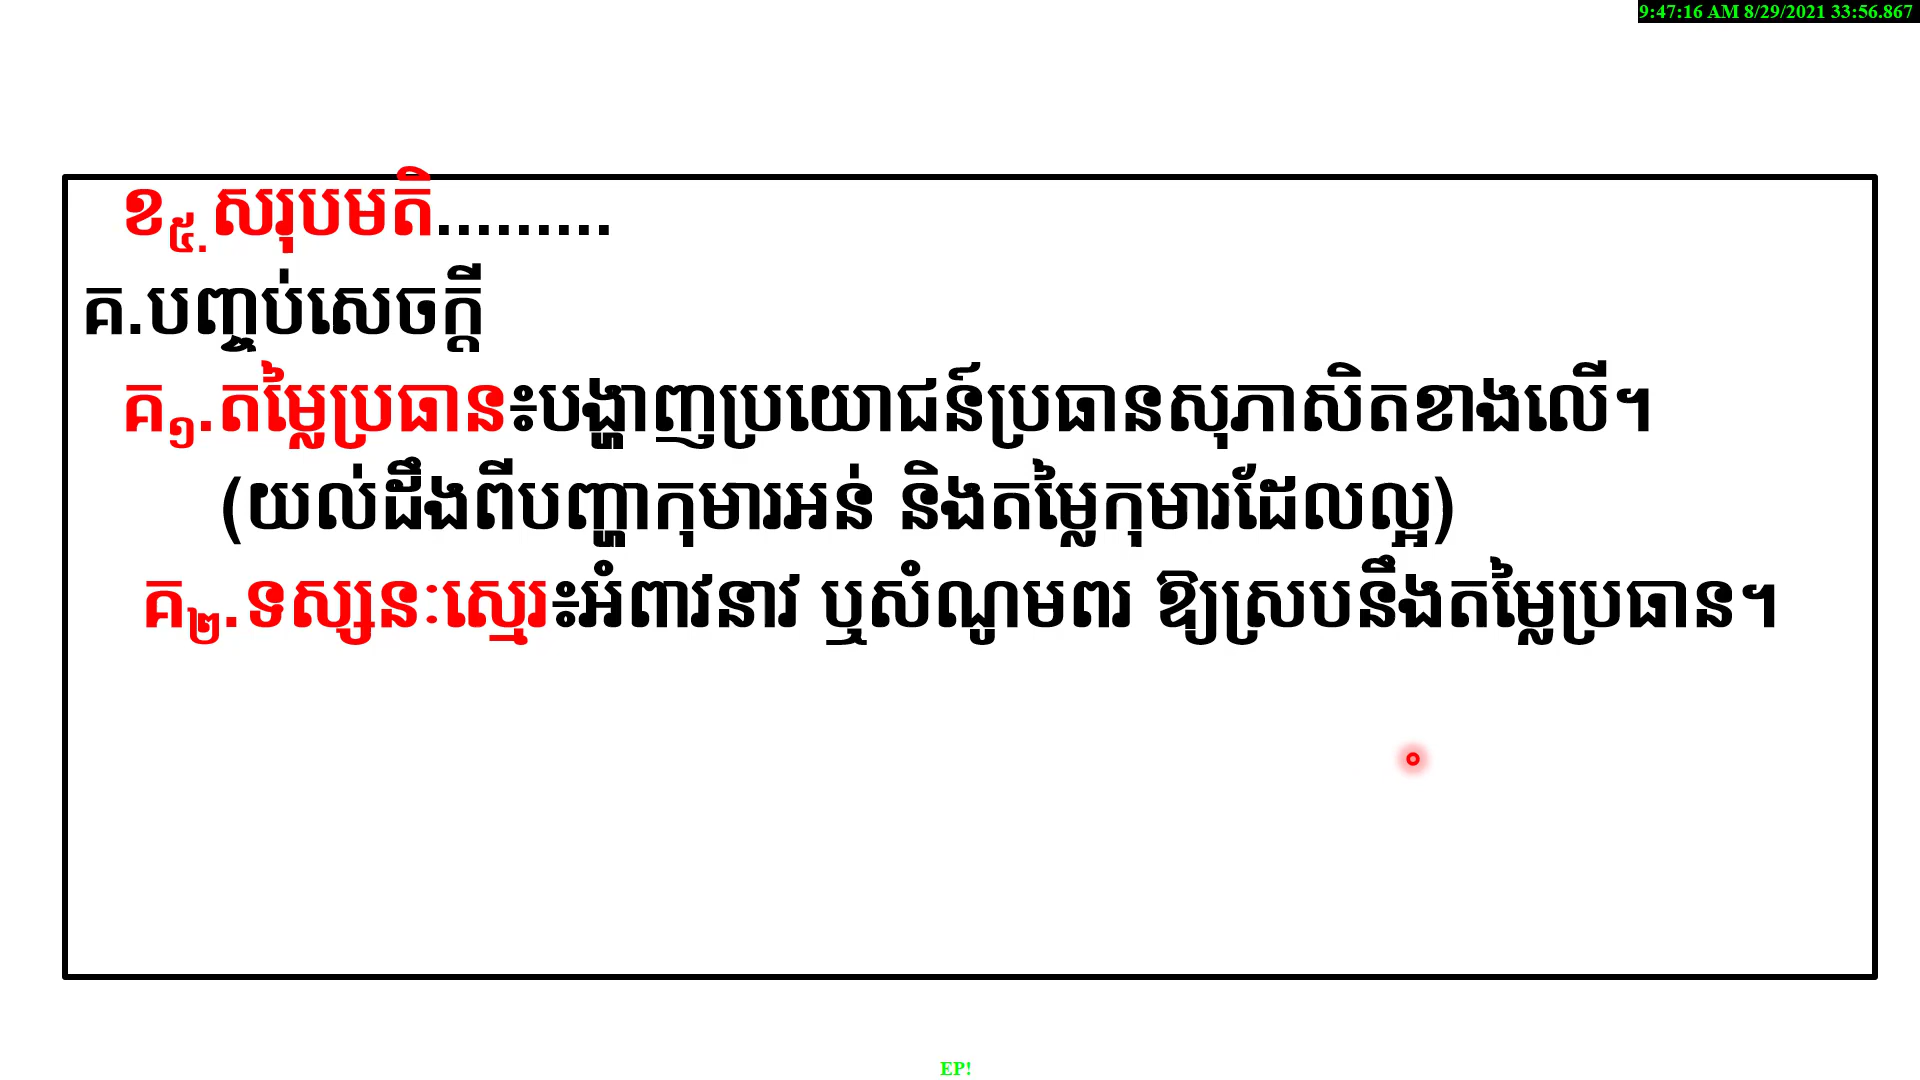 9:47:16 AM 8/29/2021 33:56.867
ខ៥.សរុបមតិ.........
គ.បញ្ចប់សេចក្តី
គ១.តម្លៃប្រធាន៖បង្ហាញប្រយោជន៍ប្រធានសុភាសិតខាងលើ។
(យល់ដឹងពីបញ្ហាកុមារអន់ និងតម្លៃកុមារដែលល្អ)
គ២.ទស្សនៈស្មេរ៖អំពាវនាវ ឬសំណូមពរ ឱ្យស្របនឹងតម្លៃប្រធាន។
EP!